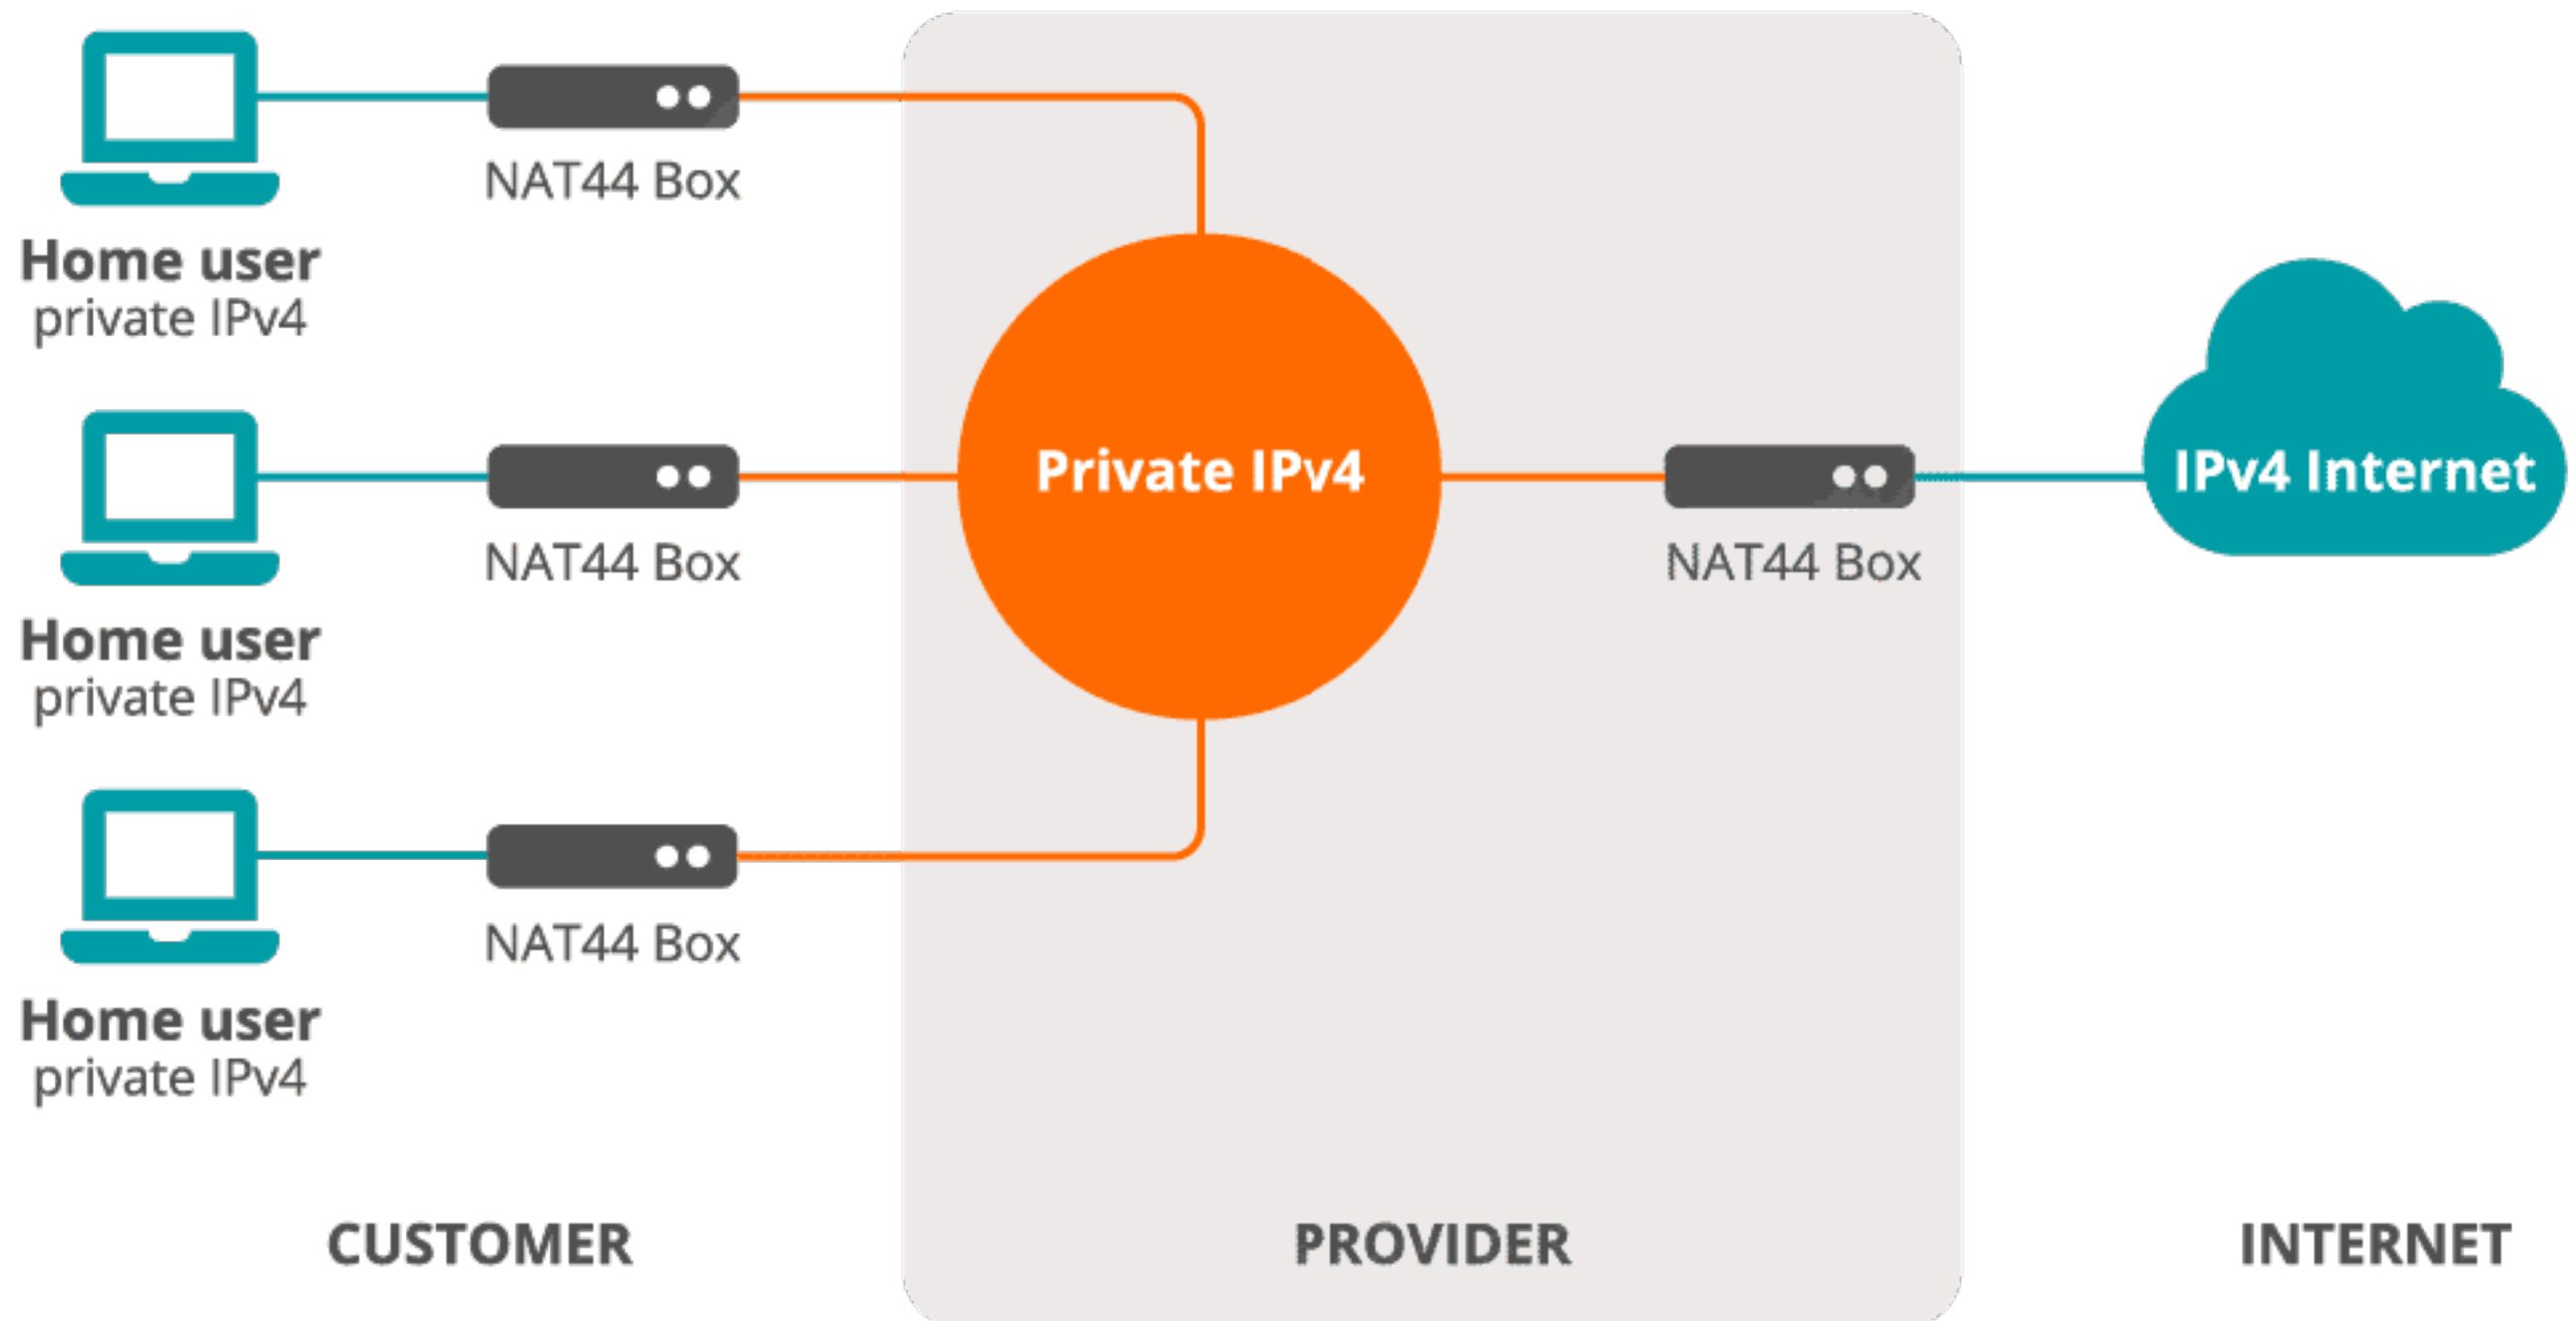 NAT44 Box
Home user
private IPv4
Private IPv4
IPv4 Internet
NAT44 Box
NAT44 Box
Home user
private IPv4
NAT44 Box
Home user
private IPv4
CUSTOMER
PROVIDER
INTERNET